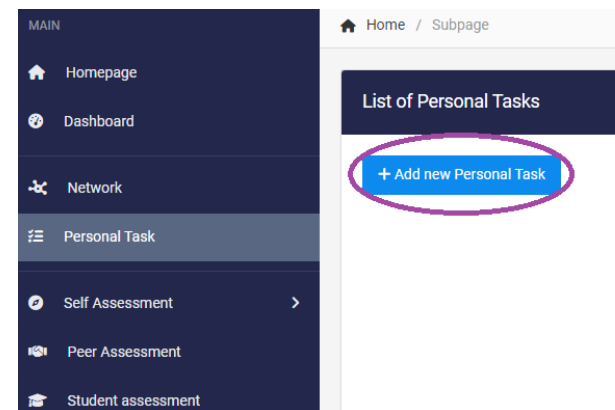 MAIN
Homepage
Dashboard
Network
Personal Task
Self Assessment
Peer Assessment
Student assessment
Home / Subpage
List of Personal Tasks
+ Add new Personal Task